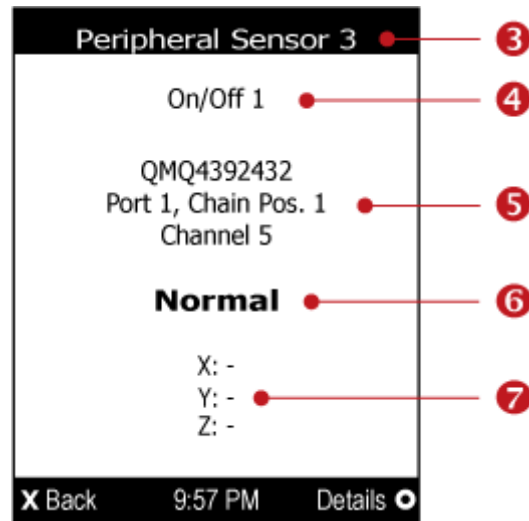 Peripheral Sensor 3 3
On/Off 1 4
QMQ4392432
Port 1, Chain Pos. 1 5
Channel 5
Normal 6
X: -
Y: - 7
Z: -
X Back 9:57 PM Details